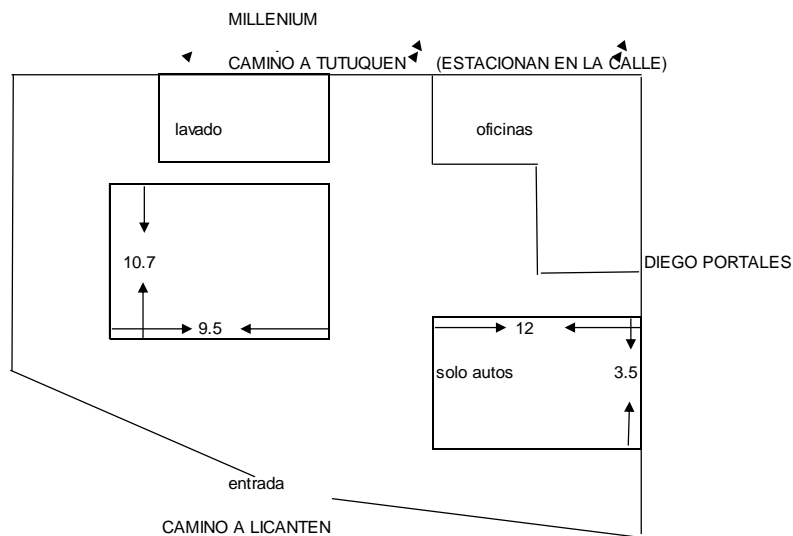 MILLENIUM
CAMINO A TUTUQUEN (ESTACIONAN EN LA CALLE)
lavado
oficinas
10.7
DIEGO PORTALES
9.5
12
solo autos
3.5
entrada
CAMINO A LICANTEN